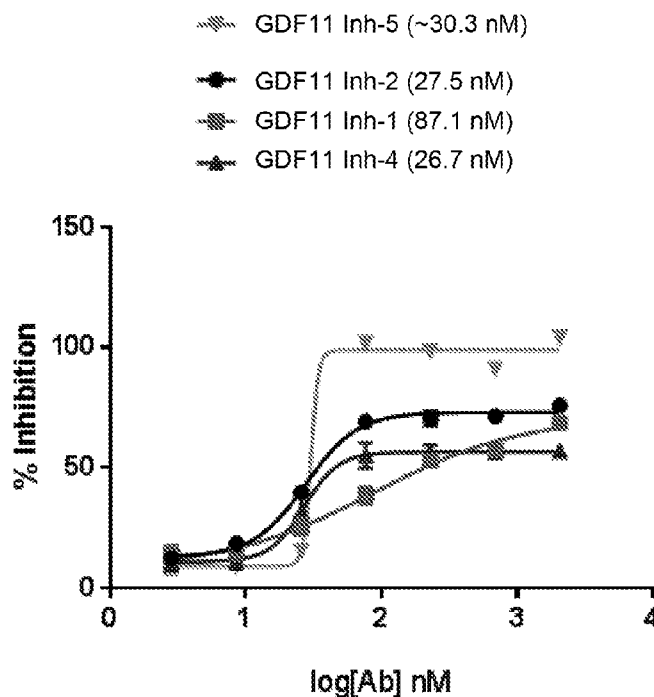 GDF11 Inh-5 (~30.3 nM)
GDF11 Inh-2 (27.5 nM)
GDF11 Inh-1 (87.1 nM)
GDF11 Inh-4 (26.7 nM)
150
100
50
0
% Inhibition
0 1 2 3 4
log[Ab] nM